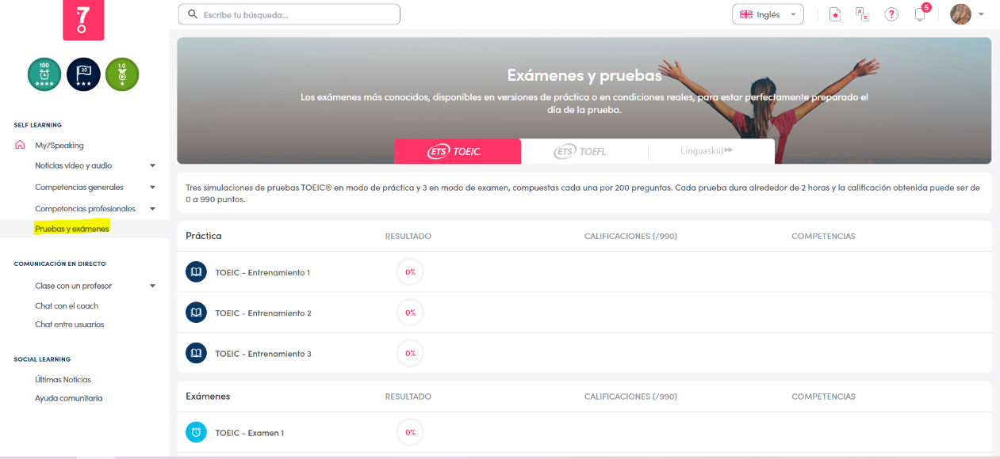 7
Escribe tu búsqueda...
Inglés
A
?
5
100
20
1.0
SELF LEARNING
My7Speaking
Noticias vídeo y audio
Competencias generales
Competencias profesionales
Pruebas y exámenes
COMUNICACIÓN EN DIRECTO
Clase con un profesor
Chat con el coach
Chat entre usuarios
SOCIAL LEARNING
Últimas Noticias
Ayuda comunitaria
Exámenes y pruebas
Los exámenes más conocidos, disponibles en versiones de práctica o en condiciones reales, para estar perfectamente preparado el
día de la prueba.
ETS TOEIC. ETS TOEFL. Linguaskill
Tres simulaciones de pruebas TOEIC® en modo de práctica y 3 en modo de examen, compuestas cada una por 200 preguntas. Cada prueba dura alrededor de 2 horas y la calificación obtenida puede ser de
0 a 990 puntos.
Práctica RESULTADO CALIFICACIONES (/990) COMPETENCIAS
TOEIC - Entrenamiento 1 0%
TOEIC - Entrenamiento 2 0%
TOEIC - Entrenamiento 3 0%
Exámenes RESULTADO CALIFICACIONES (/990) COMPETENCIAS
TOEIC - Examen 1 0%